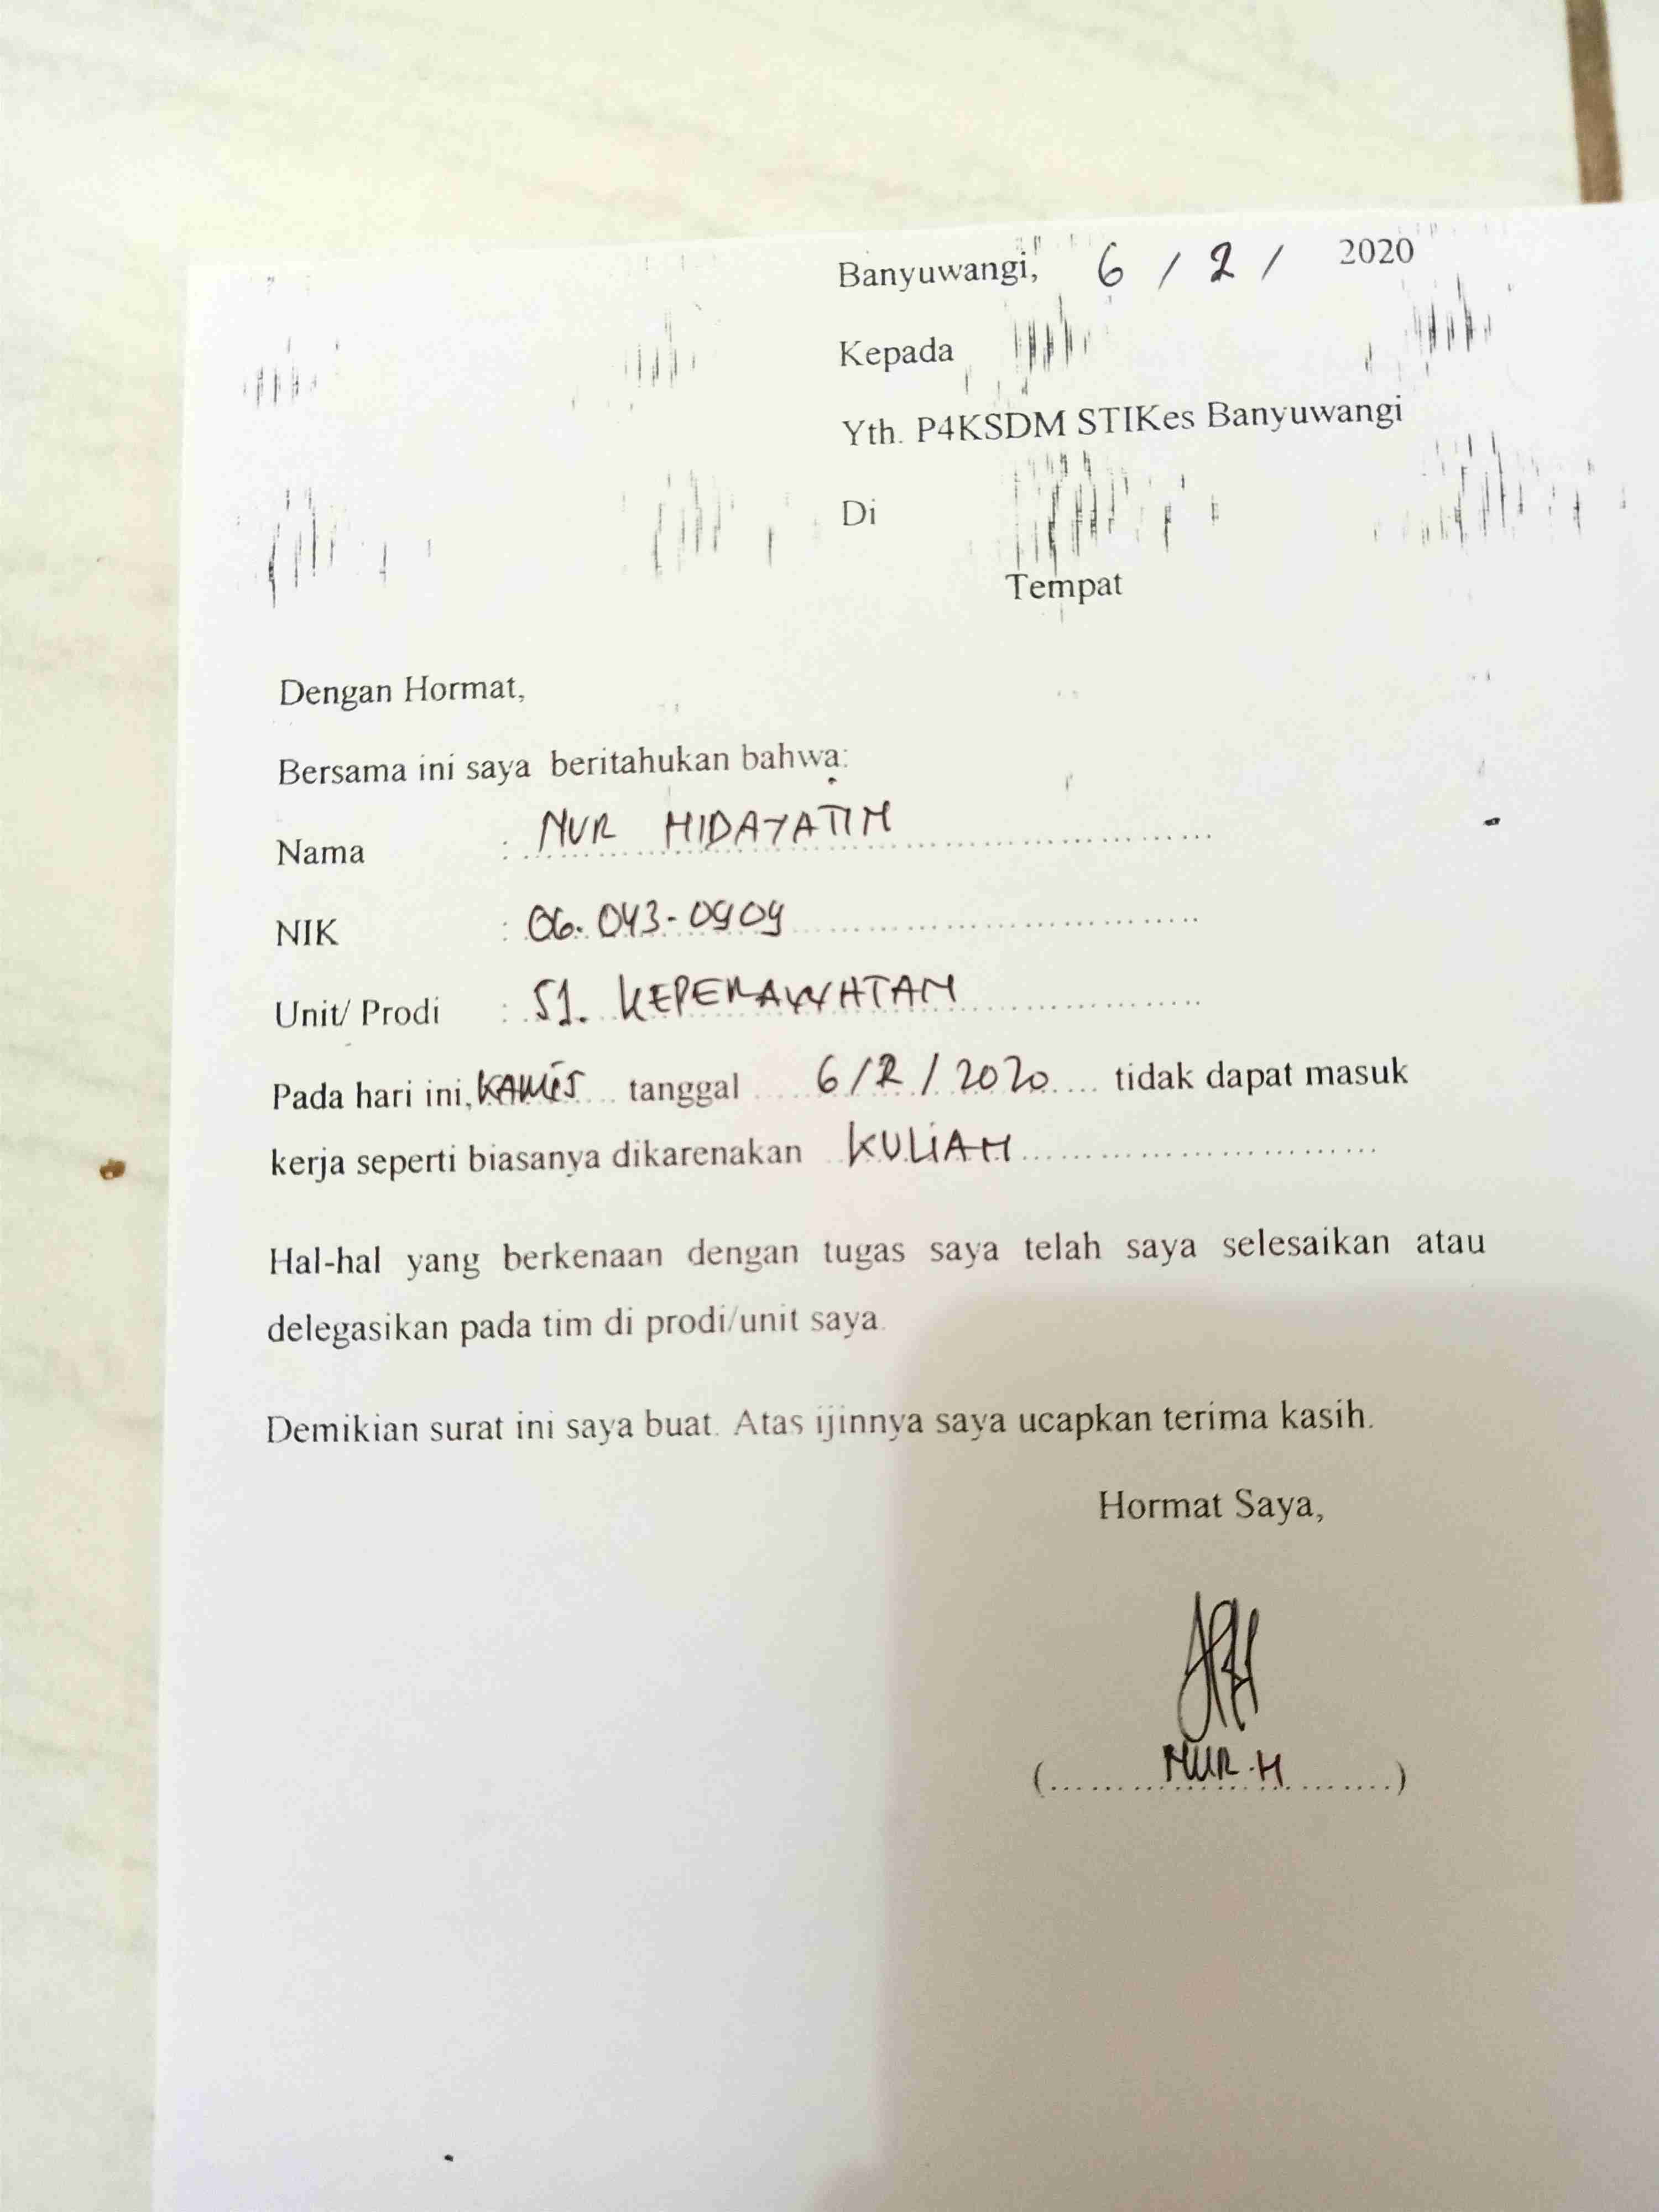 Banyuwangi, 6 / 2 / 2020
Kepada
Yth. P4KSDM STIKes Banyuwangi
Di
Tempat
Dengan Hormat,
Bersama ini saya beritahukan bahwa:
Nama : NUR HIDAYATIN
NIK : 06.043-0909
Unit/ Prodi : S1. KEPERAWATAN
Pada hari ini, KAMIS tanggal 6/2/2020 tidak dapat masuk
kerja seperti biasanya dikarenakan KULIAH
Hal-hal yang berkenaan dengan tugas saya telah saya selesaikan atau
delegasikan pada tim di prodi/unit saya.
Demikian surat ini saya buat. Atas ijinnya saya ucapkan terima kasih.
Hormat Saya,
(NUR.H)